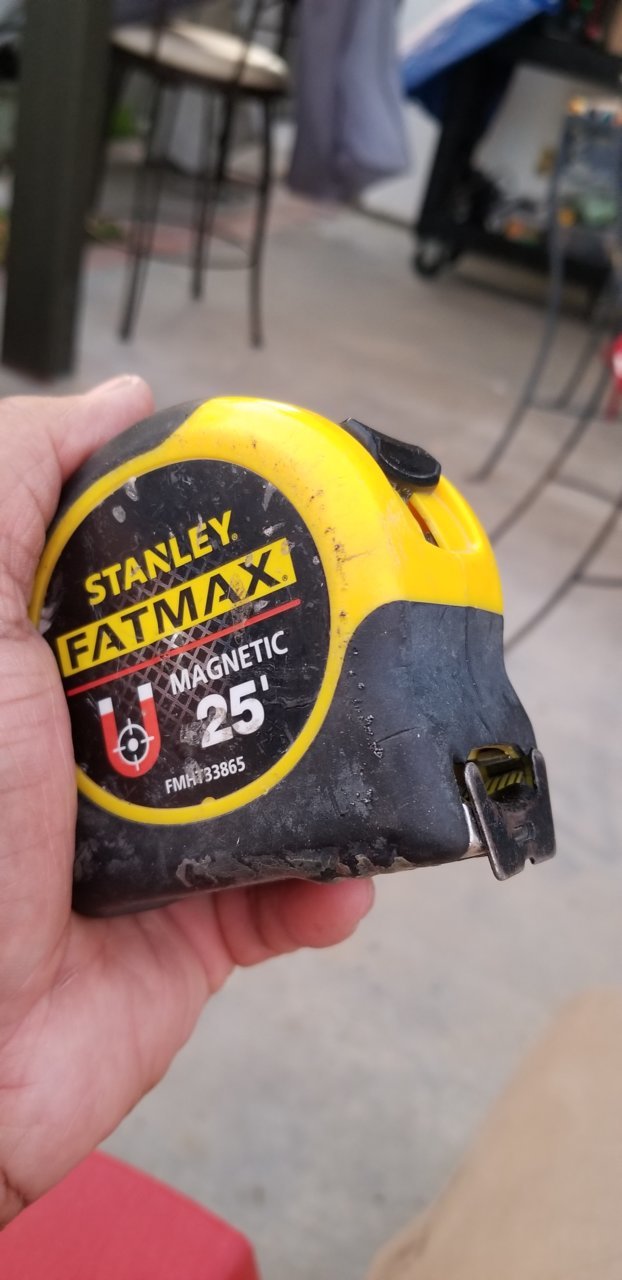 STANLEY®
FATMAX®
MAGNETIC
25'
FMHT33865